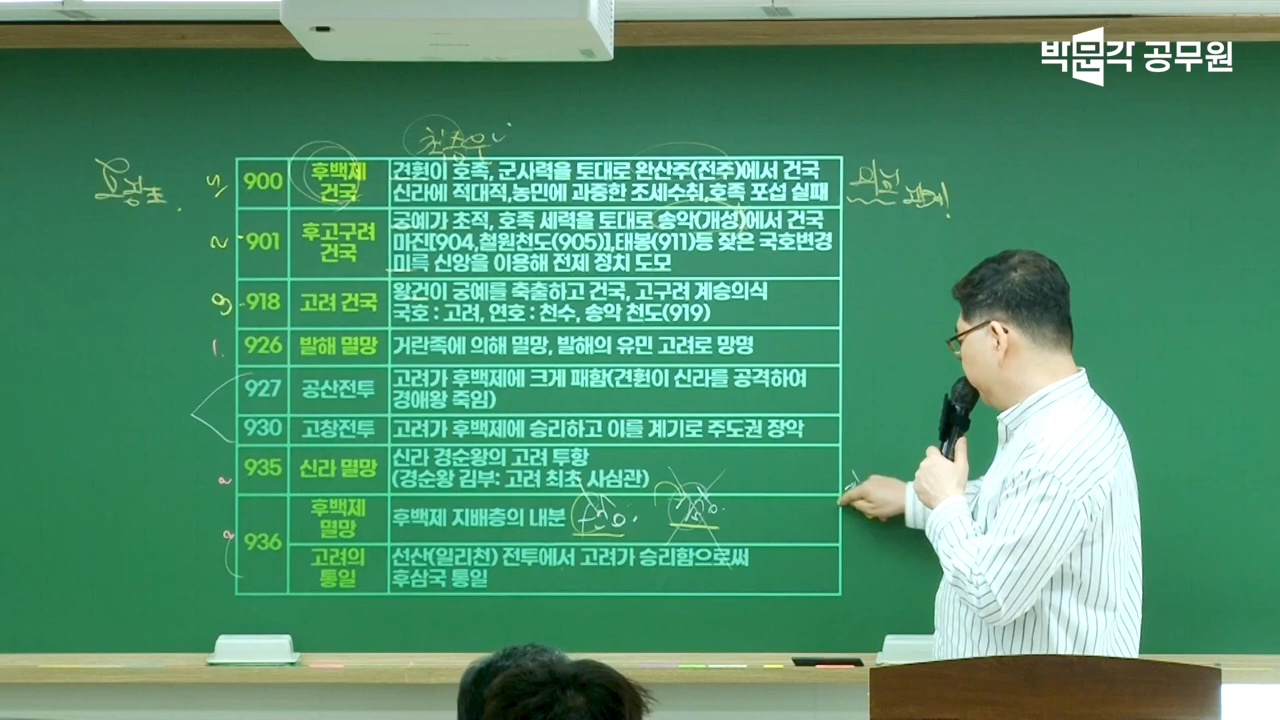 박문각 공무원
900
후백제
건국
견훤이 호족, 군사력을 토대로 완산주(전주)에서 건국
신라에 적대적,농민에 과중한 조세수취,호족 포섭 실패
901
후고구려
건국
궁예가 초적, 호족 세력을 토대로 송악(개성)에서 건국
마진[904,철원천도(905)],태봉(911)등 잦은 국호변경
미륵 신앙을 이용해 전제 정치 도모
918
고려 건국
왕건이 궁예를 축출하고 건국, 고구려 계승의식
국호 : 고려, 연호 : 천수, 송악 천도(919)
926
발해 멸망
거란족에 의해 멸망, 발해의 유민 고려로 망명
927
공산전투
고려가 후백제에 크게 패함(견훤이 신라를 공격하여
경애왕 죽임)
930
고창전투
고려가 후백제에 승리하고 이를 계기로 주도권 장악
935
신라 멸망
신라 경순왕의 고려 투항
(경순왕 김부: 고려 최초 사심관)
936
후백제
멸망
후백제 지배층의 내분
고려의
통일
선산(일리천) 전투에서 고려가 승리함으로써
후삼국 통일